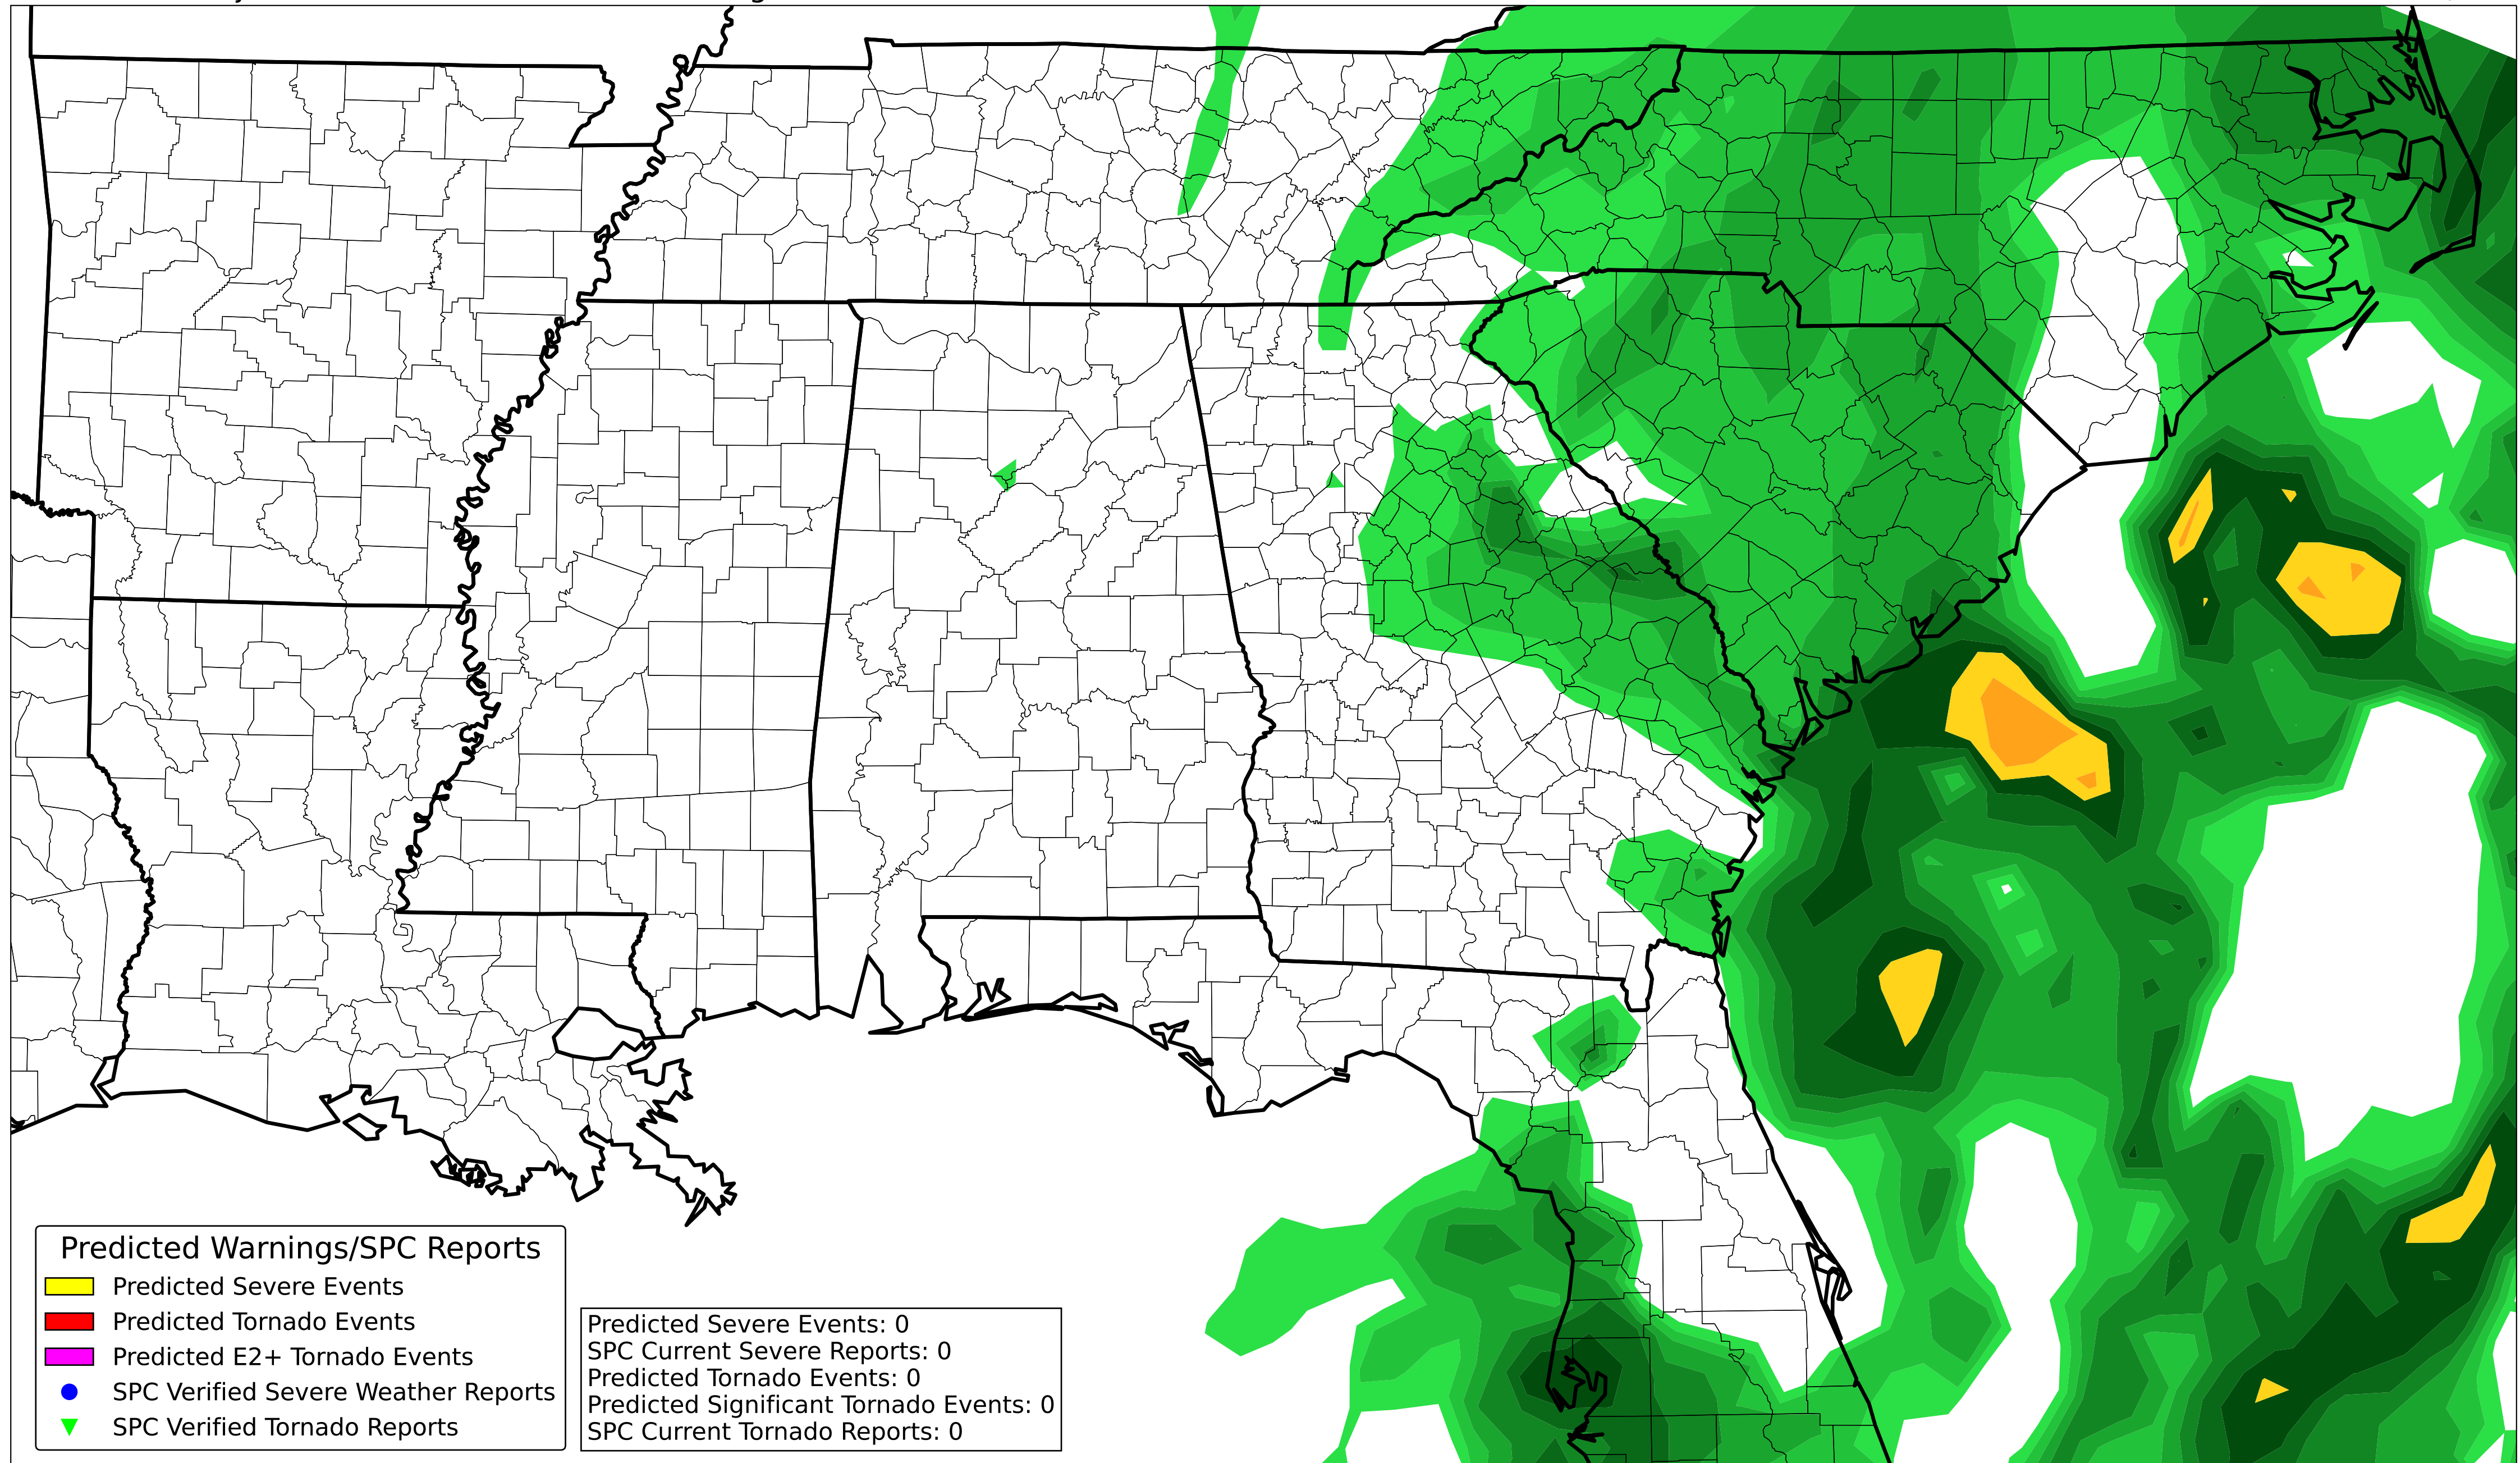 Predicted Warnings/SPC Reports
Predicted Severe Events
Predicted Tornado Events
Predicted E2+ Tornado Events
SPC Verified Severe Weather Reports
SPC Verified Tornado Reports
Predicted Severe Events: 0
SPC Current Severe Reports: 0
Predicted Tornado Events: 0
Predicted Significant Tornado Events: 0
SPC Current Tornado Reports: 0